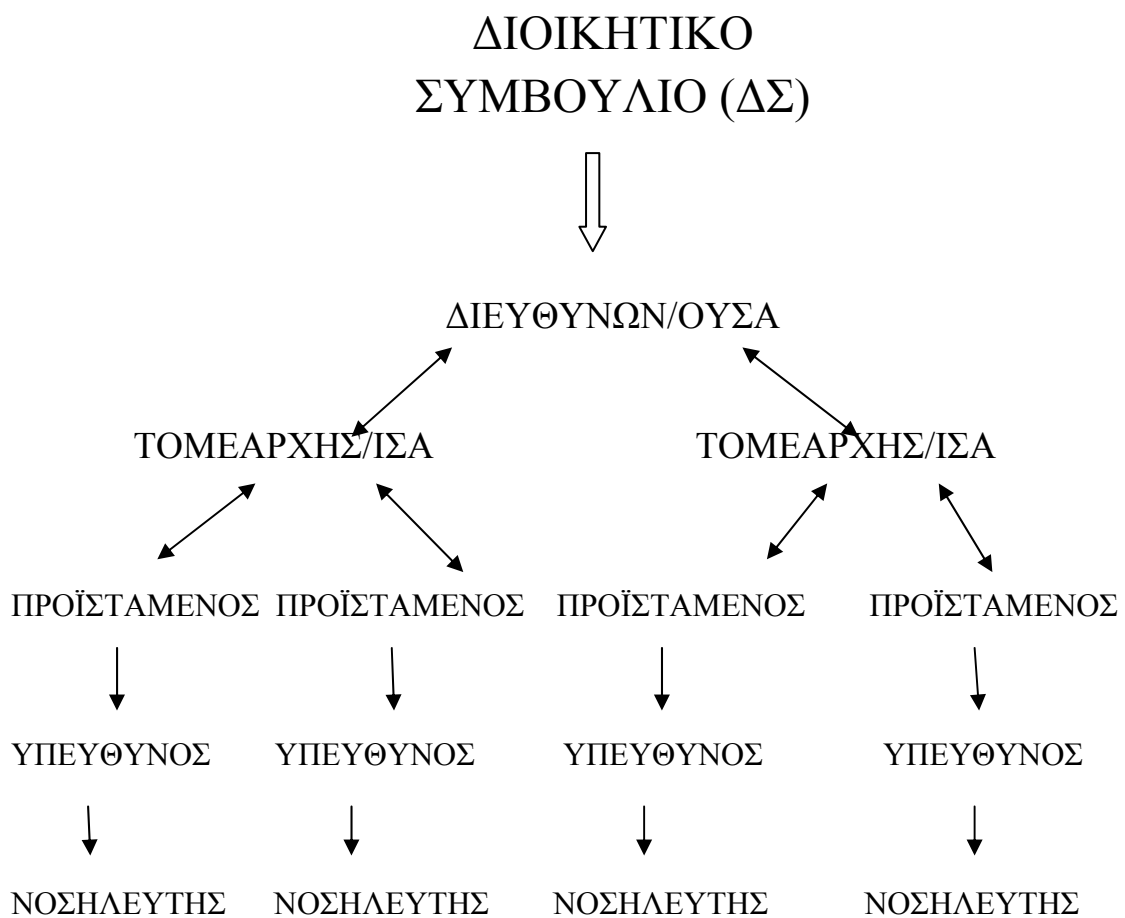 ΔΙΟΙΚΗΤΙΚΟ
ΣΥΜΒΟΥΛΙΟ (ΔΣ)
ΔΙΕΥΘΥΝΩΝ/ΟΥΣΑ
ΤΟΜΕΑΡΧΗΣ/ΙΣΑ ΤΟΜΕΑΡΧΗΣ/ΙΣΑ
ΠΡΟΪΣΤΑΜΕΝΟΣ ΠΡΟΪΣΤΑΜΕΝΟΣ ΠΡΟΪΣΤΑΜΕΝΟΣ ΠΡΟΪΣΤΑΜΕΝΟΣ
ΥΠΕΥΘΥΝΟΣ ΥΠΕΥΘΥΝΟΣ ΥΠΕΥΘΥΝΟΣ ΥΠΕΥΘΥΝΟΣ
ΝΟΣΗΛΕΥΤΗΣ ΝΟΣΗΛΕΥΤΗΣ ΝΟΣΗΛΕΥΤΗΣ ΝΟΣΗΛΕΥΤΗΣ